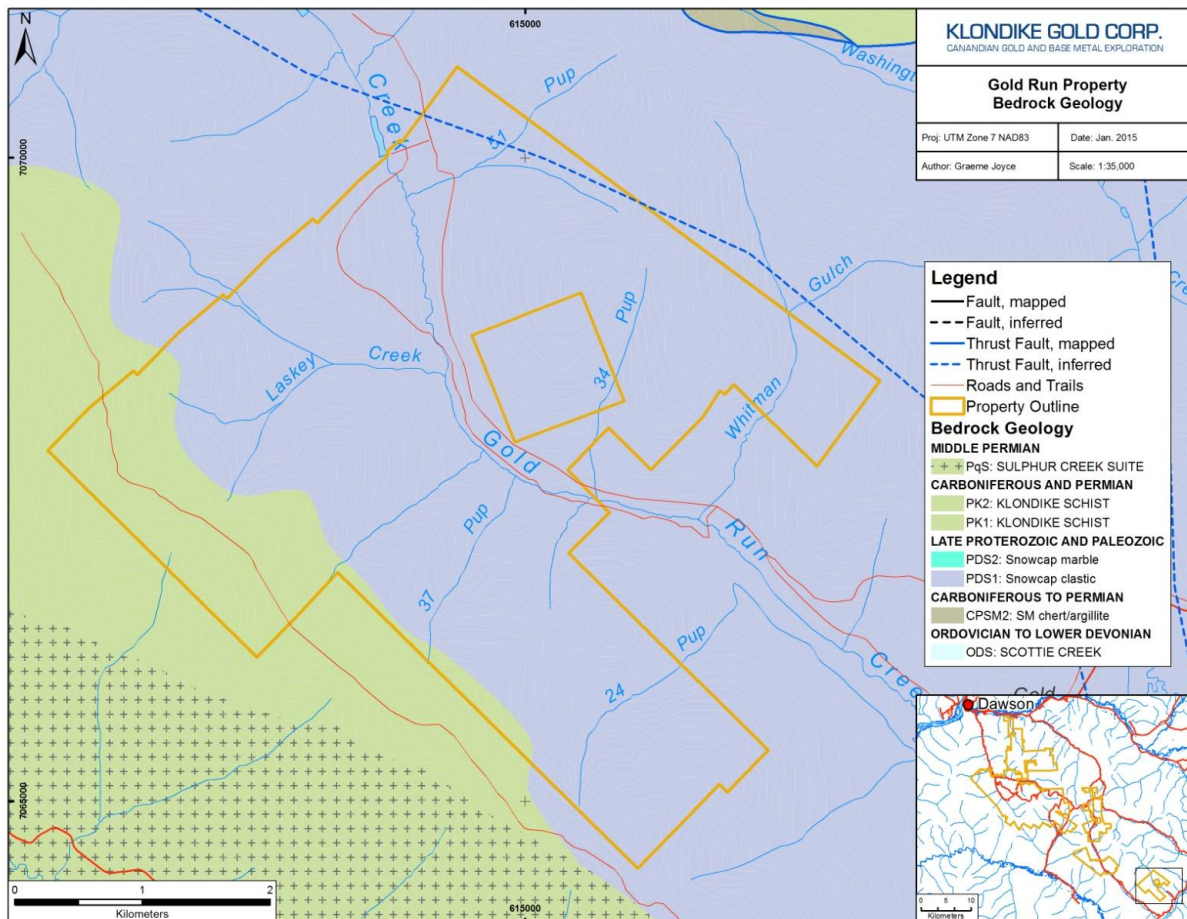 N
615000
7070000
7065000
615000
KLONDIKE GOLD CORP.
CANANDIAN GOLD AND BASE METAL EXPLORATION
Gold Run Property
Bedrock Geology
Proj: UTM Zone 7 NAD83
Date: Jan. 2015
Author: Graeme Joyce
Scale: 1:35,000
Washingt
Creek
Pup
51
Gulch
Whitman
Pup
34
Laskey
Creek
Gold
Run
Creek
Pup
37
Pup
24
Gold
Legend
Fault, mapped
Fault, inferred
Thrust Fault, mapped
Thrust Fault, inferred
Roads and Trails
Property Outline
Bedrock Geology
MIDDLE PERMIAN
PqS: SULPHUR CREEK SUITE
CARBONIFEROUS AND PERMIAN
PK2: KLONDIKE SCHIST
PK1: KLONDIKE SCHIST
LATE PROTEROZOIC AND PALEOZOIC
PDS2: Snowcap marble
PDS1: Snowcap clastic
CARBONIFEROUS TO PERMIAN
CPSM2: SM chert/argillite
ORDOVICIAN TO LOWER DEVONIAN
ODS: SCOTTIE CREEK
Dawson
0 5 10
Kilometers
0 1 2
Kilometers